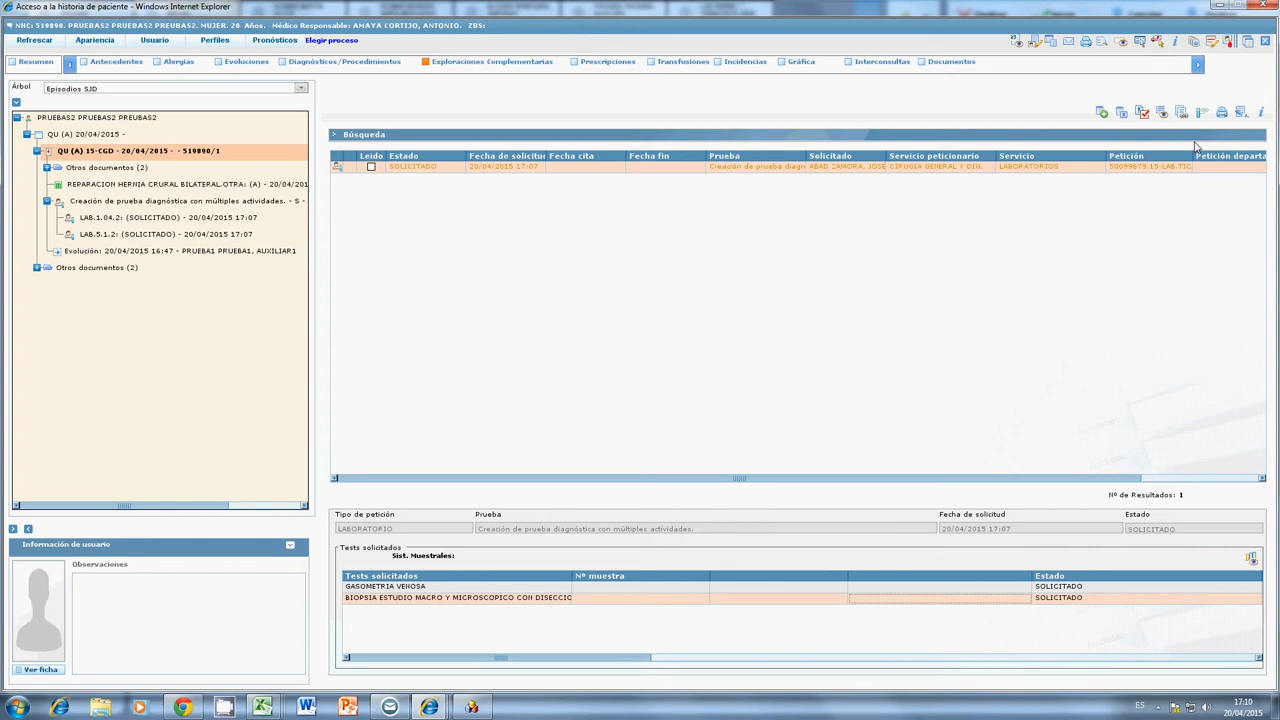 Acceso a la historia de paciente - Windows Internet Explorer
NHC: 519890. PRUEBAS2 PRUEBAS2 PREUBAS2. MUJER. 20 Años. Médico Responsable: AMAYA CORTIJO, ANTONIO. ZBS:
Refrescar Apariencia Usuario Perfiles Pronósticos Elegir proceso
Resumen Antecedentes Alergias Evoluciones Diagnósticos/Procedimientos Exploraciones Complementarias Prescripciones Transfusiones Incidencias Gráfica Interconsultas Documentos
Árbol Episodios SJD
PRUEBAS2 PRUEBAS2 PREUBAS2
QU (A) 20/04/2015 -
QU (A) 15-CGD - 20/04/2015 - - 519890/1
Otros documentos (2)
REPARACION HERNIA CRURAL BILATERAL.OTRA: (A) - 20/04/201
Creación de prueba diagnóstica con múltiples actividades. - S -
LAB.1.04.2: (SOLICITADO) - 20/04/2015 17:07
LAB.5.1.2: (SOLICITADO) - 20/04/2015 17:07
Evolución: 20/04/2015 16:47 - PRUEBA1 PRUEBA1, AUXILIAR1
Otros documentos (2)
Información de usuario
Observaciones
Ver ficha
Búsqueda
Leído Estado Fecha de solicitud Fecha cita Fecha fin Prueba Solicitado Servicio peticionario Servicio Petición Petición departa
SOLICITADO 20/04/2015 17:07 Creación de prueba diagn ABAD ZAMORA, JOSE CIRUGIA GENERAL Y DIG. LABORATORIOS 50099679.15-LAB.TIC
Nº de Resultados: 1
Tipo de petición Prueba Fecha de solicitud Estado
LABORATORIO Creación de prueba diagnóstica con múltiples actividades. 20/04/2015 17:07 SOLICITADO
Tests solicitados
Sist. Muestrales:
Tests solicitados Nº muestra Estado
GASOMETRIA VENOSA SOLICITADO
BIOPSIA ESTUDIO MACRO Y MICROSCOPICO CON DISECCIO SOLICITADO
ES 17:10
20/04/2015